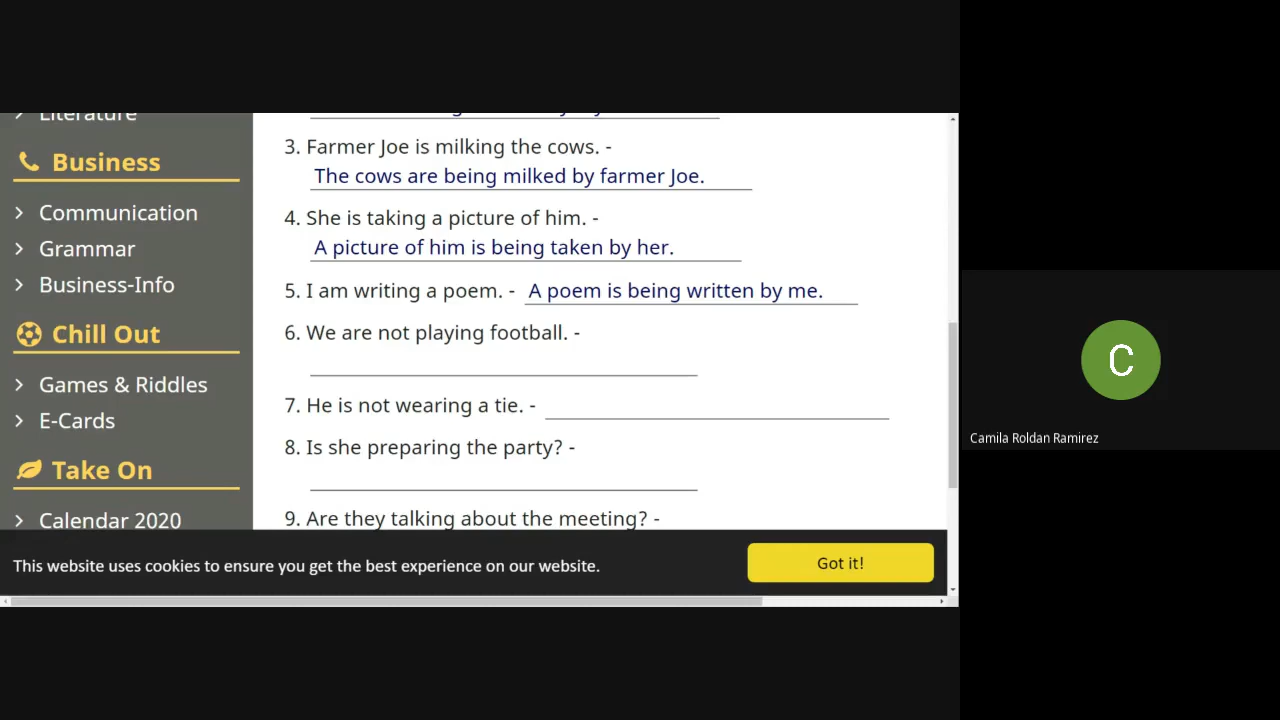 Literature
Business
Communication
Grammar
Business-Info
Chill Out
Games & Riddles
E-Cards
Take On
Calendar 2020
3. Farmer Joe is milking the cows. -
The cows are being milked by farmer Joe.
4. She is taking a picture of him. -
A picture of him is being taken by her.
5. I am writing a poem. - A poem is being written by me.
6. We are not playing football. -
7. He is not wearing a tie. -
8. Is she preparing the party? -
9. Are they talking about the meeting? -
This website uses cookies to ensure you get the best experience on our website.
Got it!
C
Camila Roldan Ramirez